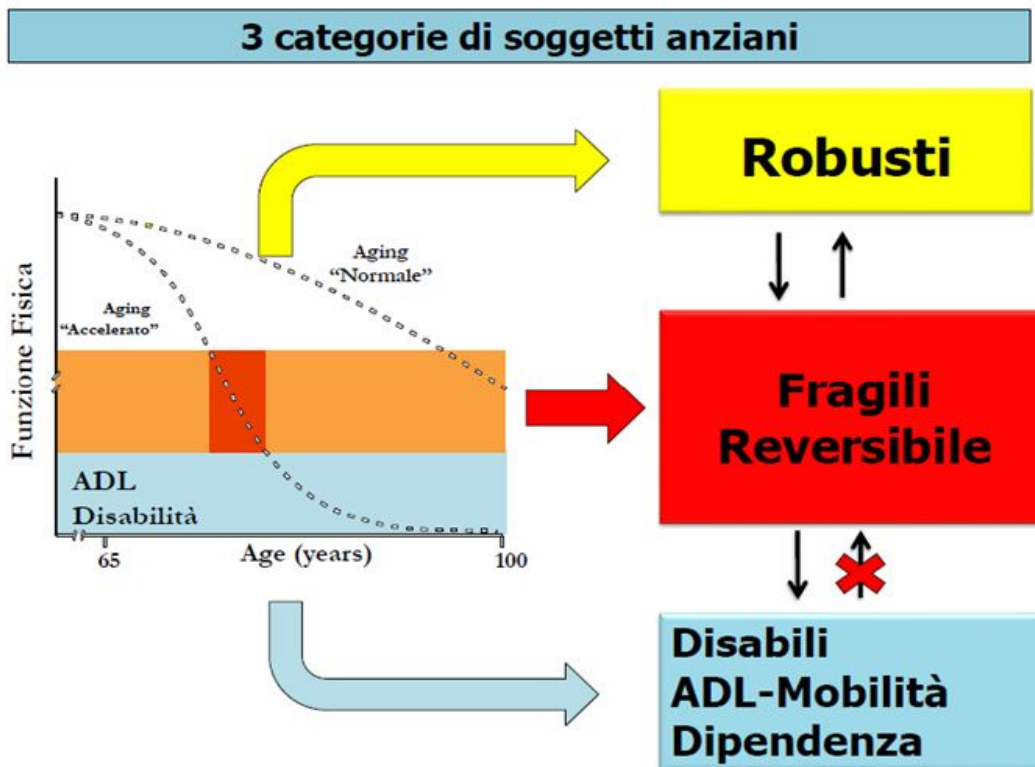 3 categorie di soggetti anziani
Robusti
Aging
“Normale”
Aging
“Accelerato”
Funzione Fisica
Fragili
Reversibile
ADL
Disabilità
65
Age (years)
100
Disabili
ADL-Mobilità
Dipendenza